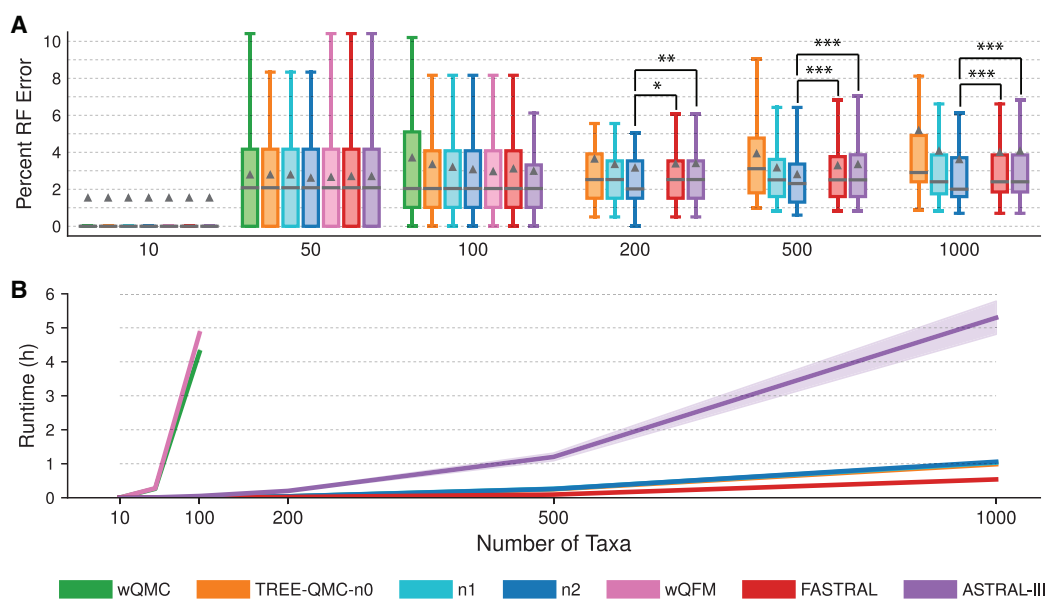 A
Percent RF Error
10
8
6
4
2
0
** 
*
***
***
***
***
10 50 100 200 500 1000
B
Runtime (h)
6
5
4
3
2
1
0
10 100 200 500 1000
Number of Taxa
wQMC TREE-QMC-n0 n1 n2 wQFM FASTRAL ASTRAL-III